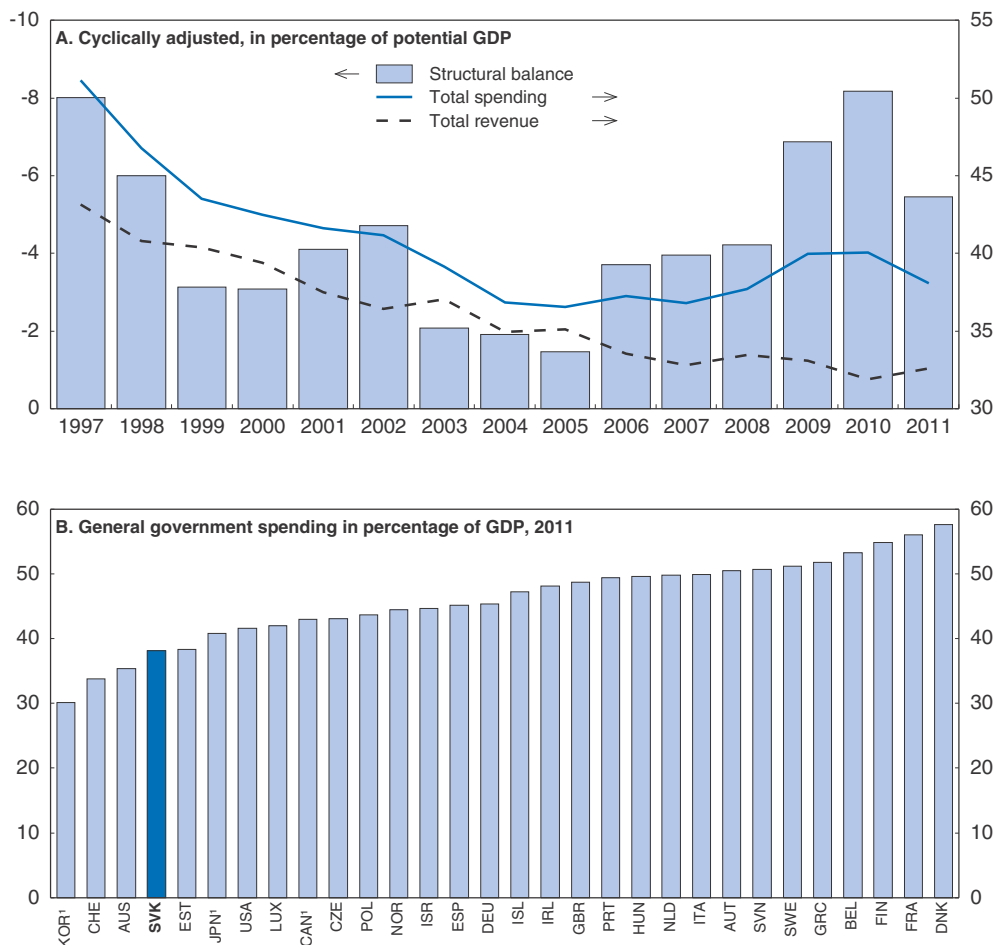 A. Cyclically adjusted, in percentage of potential GDP
← Structural balance
Total spending →
Total revenue →
-10 55
-8 50
-6 45
-4 40
-2 35
0 30
1997 1998 1999 2000 2001 2002 2003 2004 2005 2006 2007 2008 2009 2010 2011
B. General government spending in percentage of GDP, 2011
60 60
50 50
40 40
30 30
20 20
10 10
0 0
KOR¹ CHE AUS SVK EST JPN¹ USA LUX CAN¹ CZE POL NOR ISR ESP DEU ISL IRL GBR PRT HUN NLD ITA AUT SVN SWE GRC BEL FIN FRA DNK